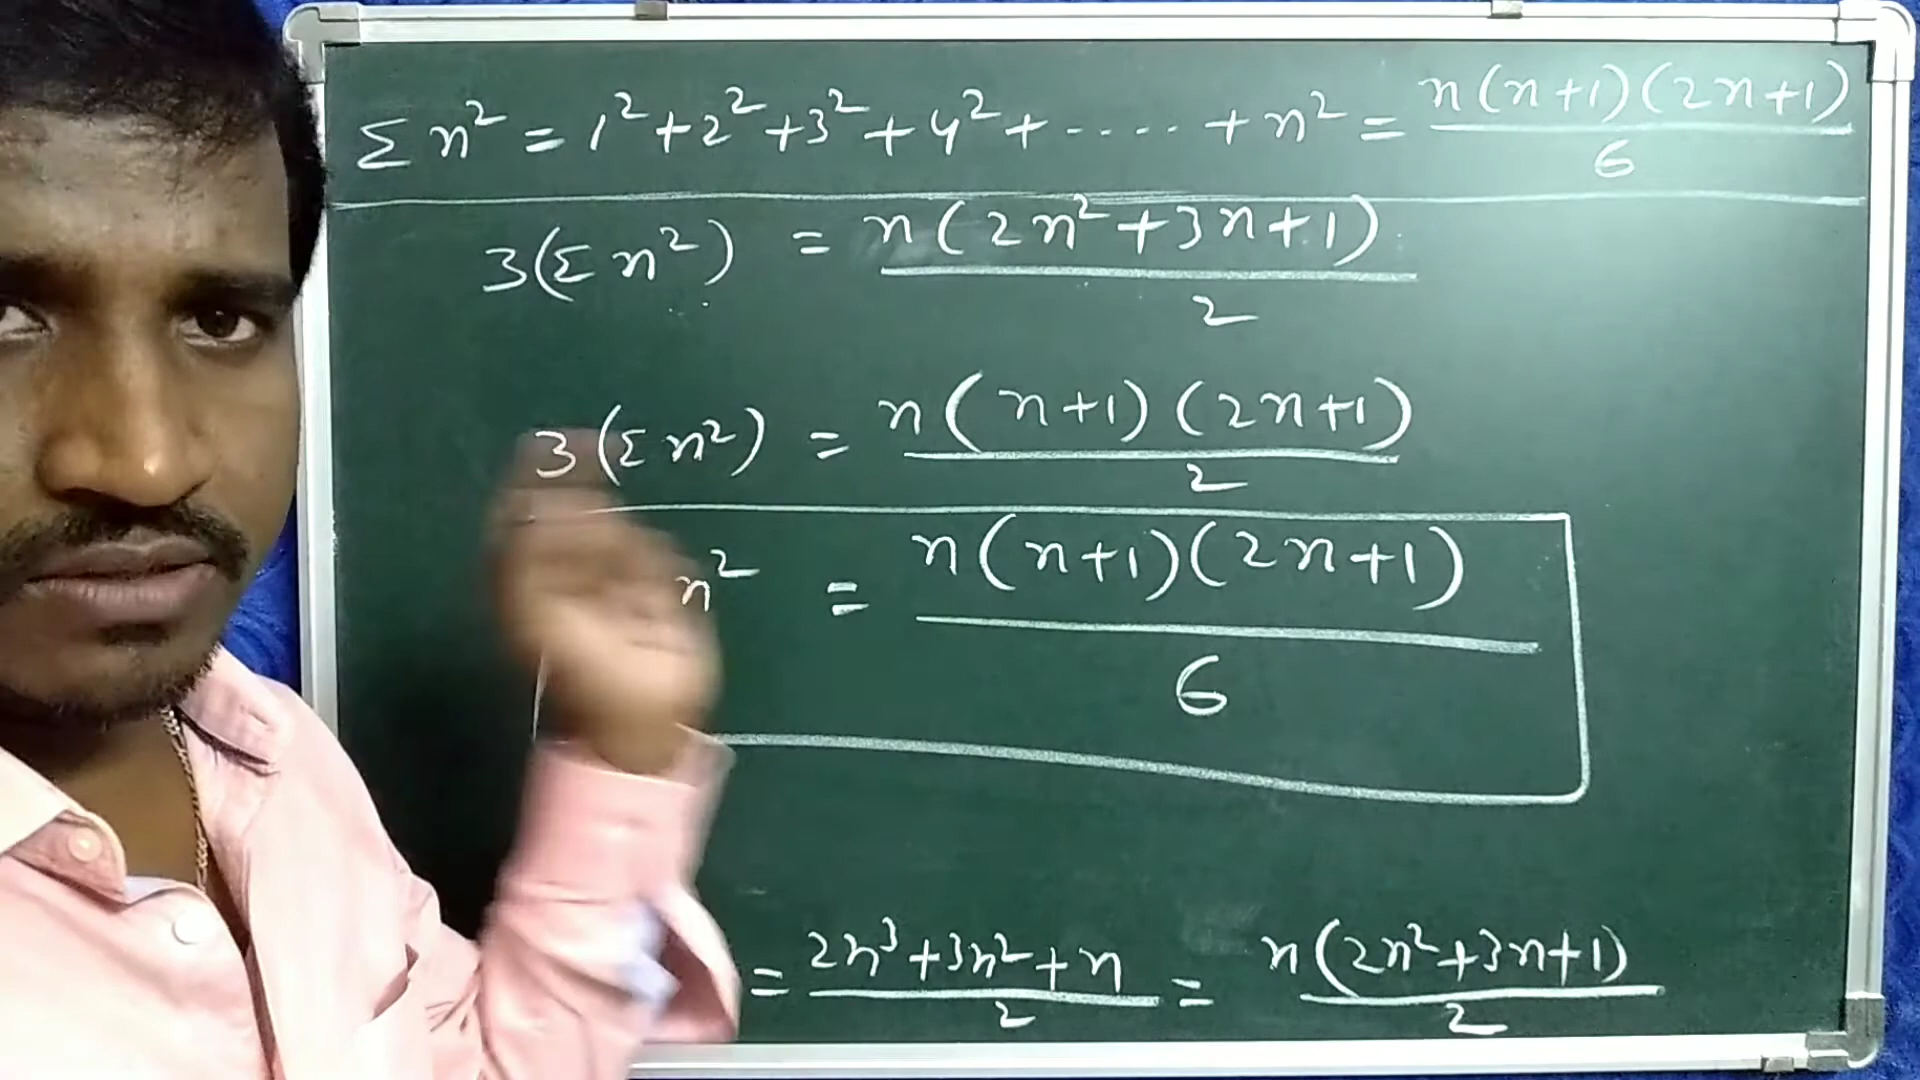 Σn² = 1² + 2² + 3² + 4² + ---- + n² = n(n+1)(2n+1)/6
3(Σn²) = n(2n²+3n+1)/2
3(Σn²) = n(n+1)(2n+1)/2
n² = n(n+1)(2n+1)/6
= 2n³+3n²+n/2 = n(2n²+3n+1)/2